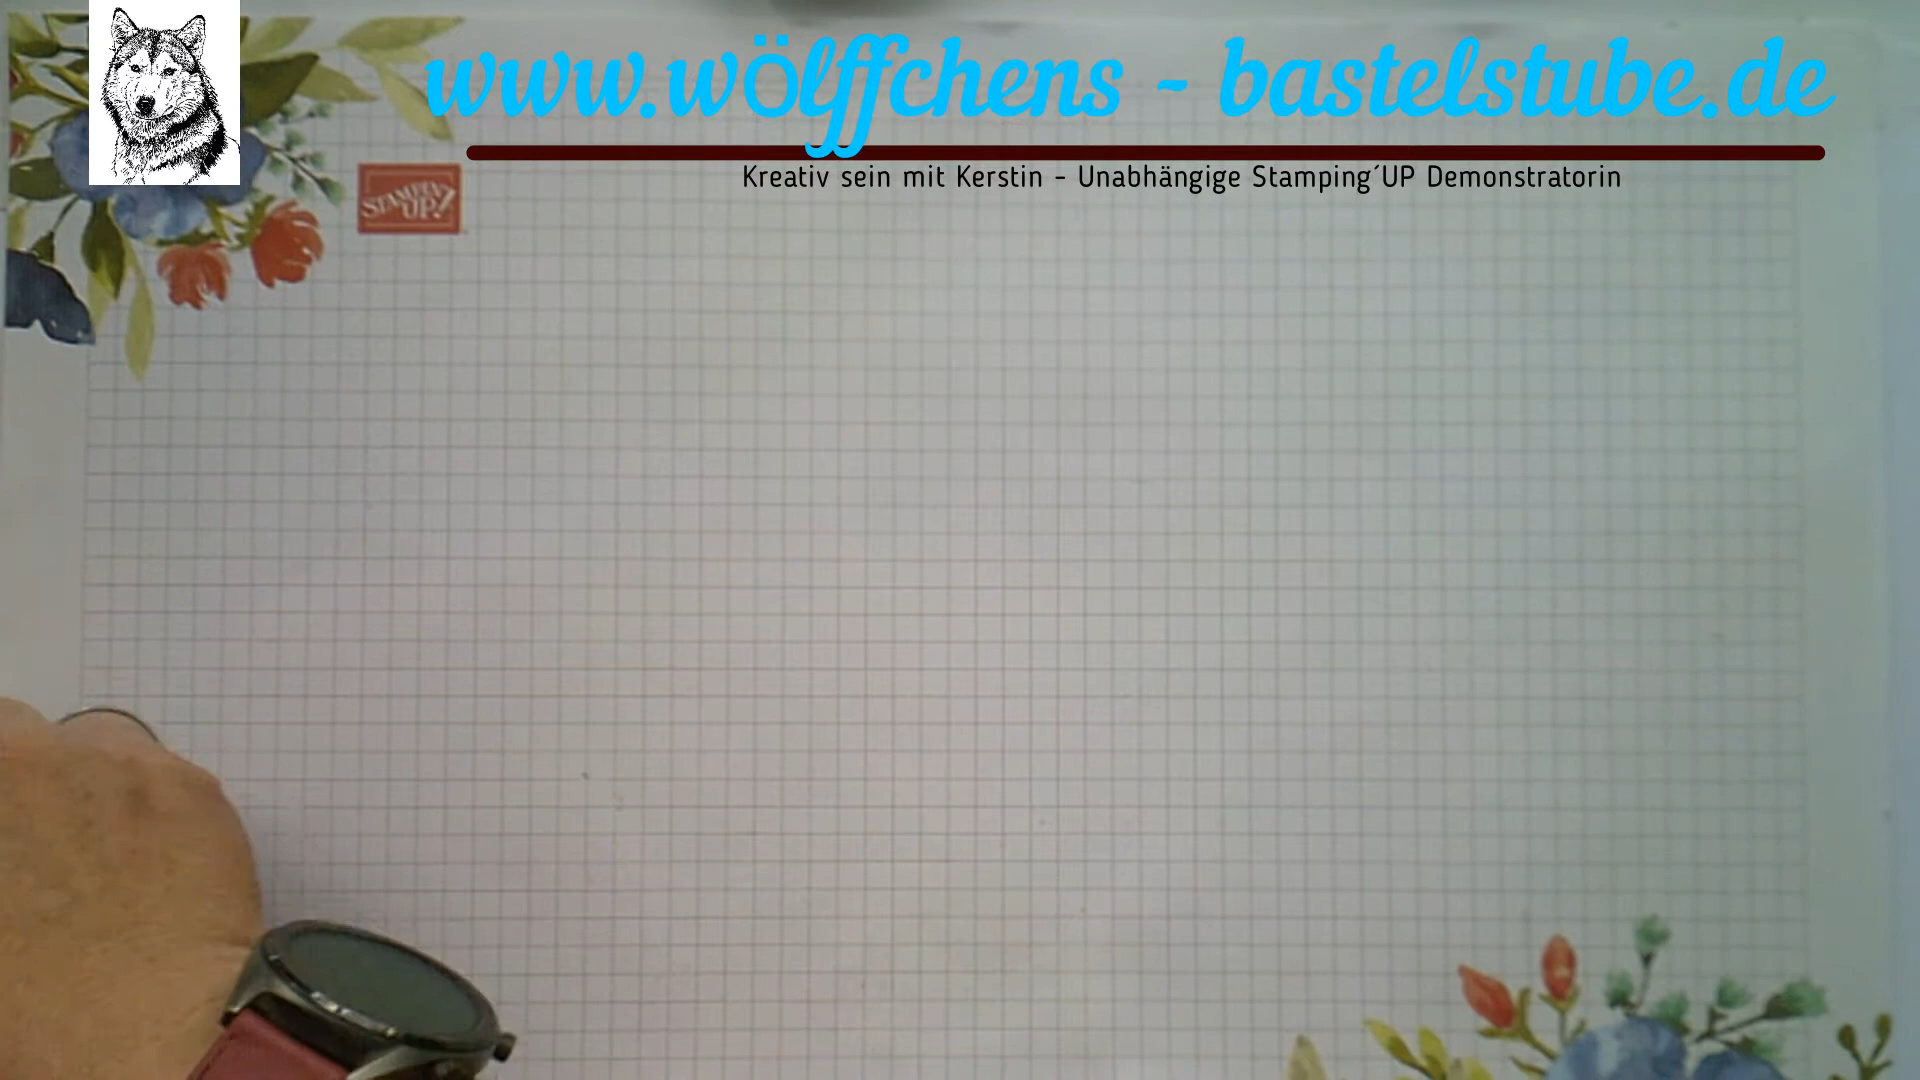 www.wölffchens - bastelstube.de
Kreativ sein mit Kerstin - Unabhängige Stamping´UP Demonstratorin
STAMPIN' UP!